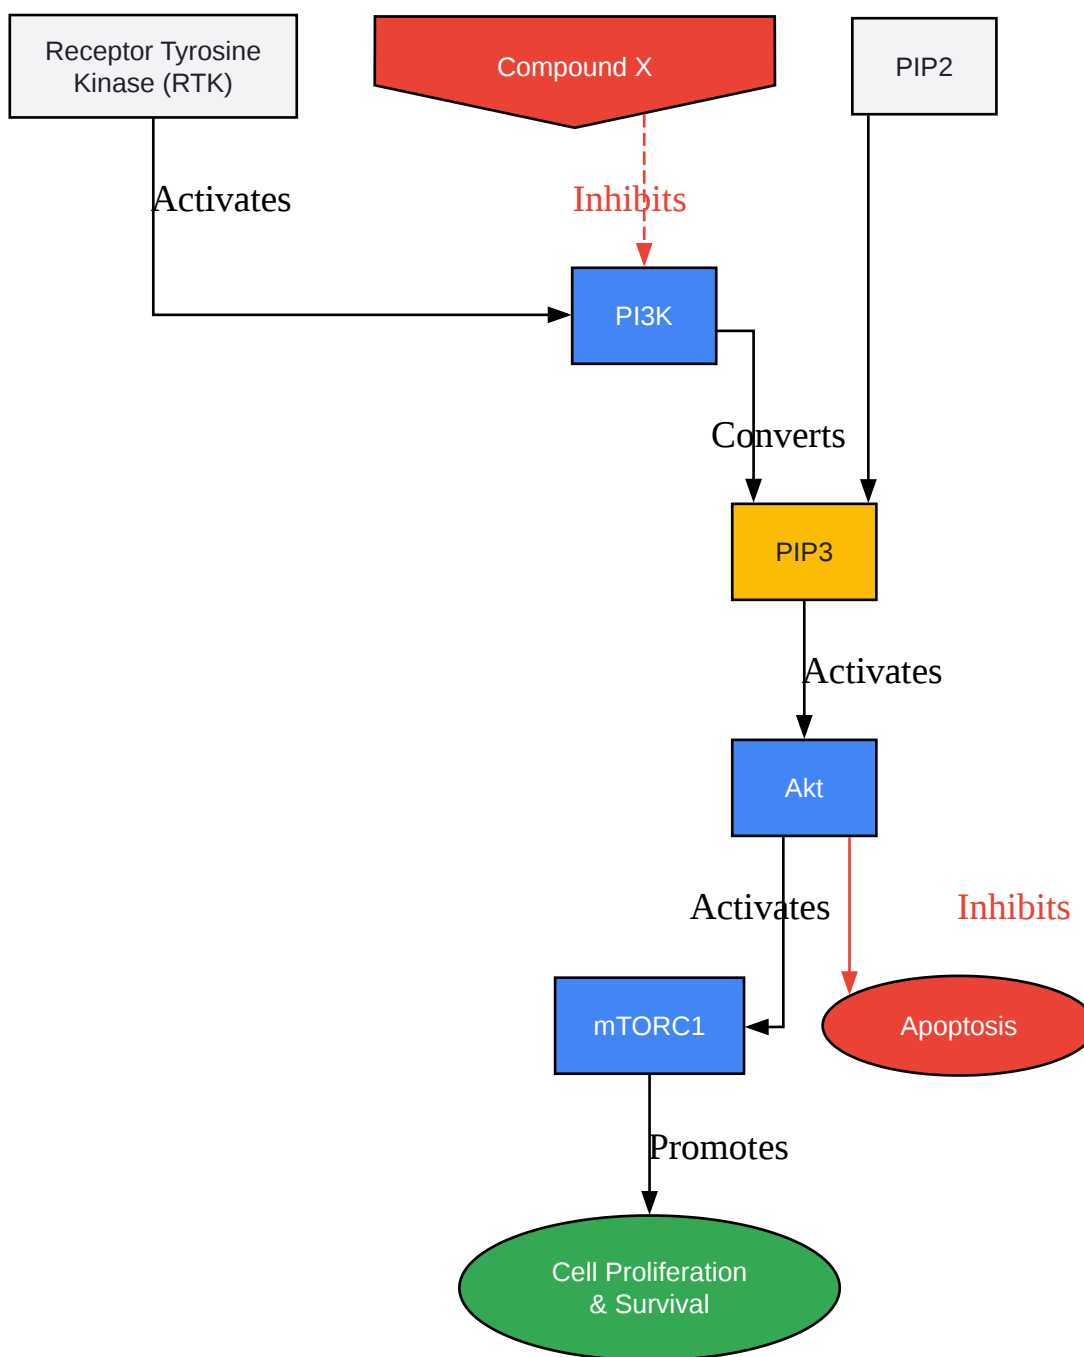 Receptor Tyrosine
Kinase (RTK)
Compound X
PIP2
Activates
Inhibits
PI3K
Converts
PIP3
Activates
Akt
Activates
Inhibits
mTORC1
Apoptosis
Promotes
Cell Proliferation
& Survival